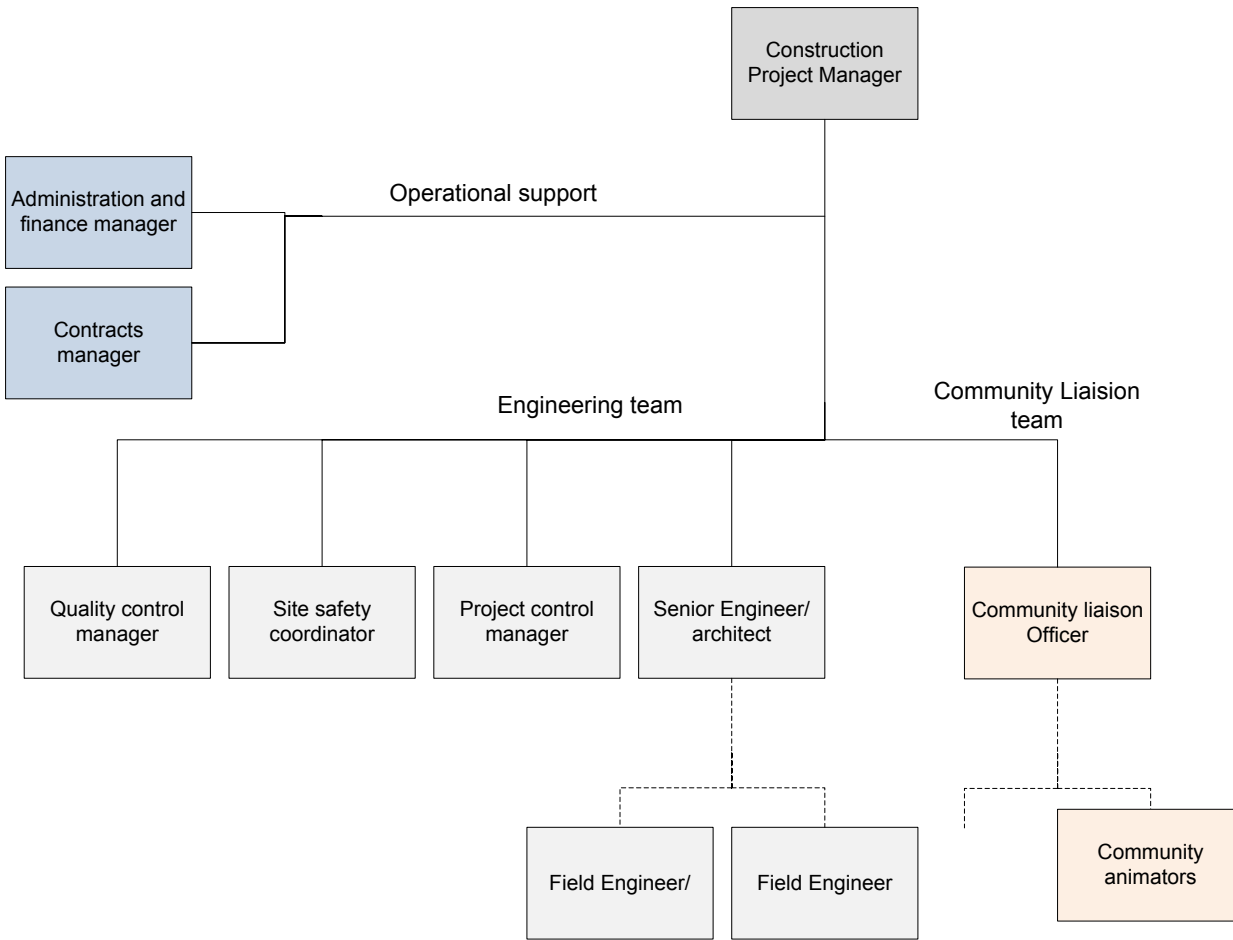 Construction
Project Manager
Administration and
finance manager
Operational support
Contracts
manager
Engineering team
Community Liaision
team
Quality control
manager
Site safety
coordinator
Project control
manager
Senior Engineer/
architect
Community liaison
Officer
Field Engineer/
Field Engineer
Community
animators